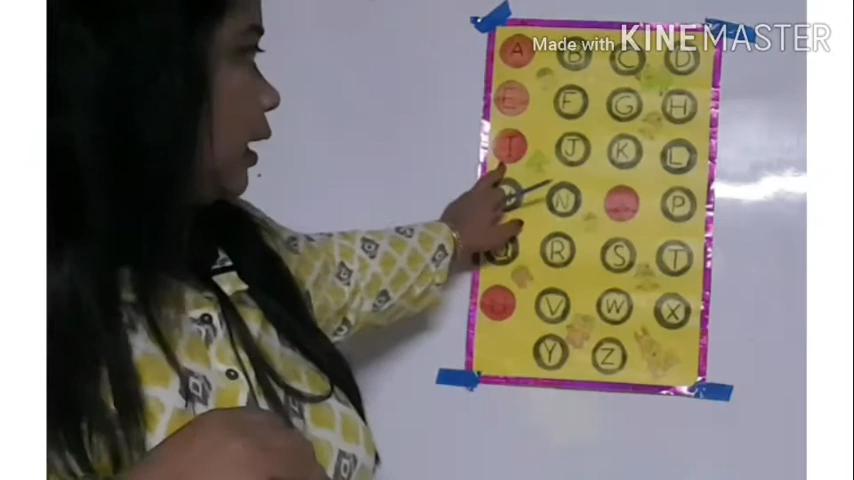 Made with KINEMASTER
A B C D
E F G H
I J K L
N P
Q R S T
U V W X
Y Z